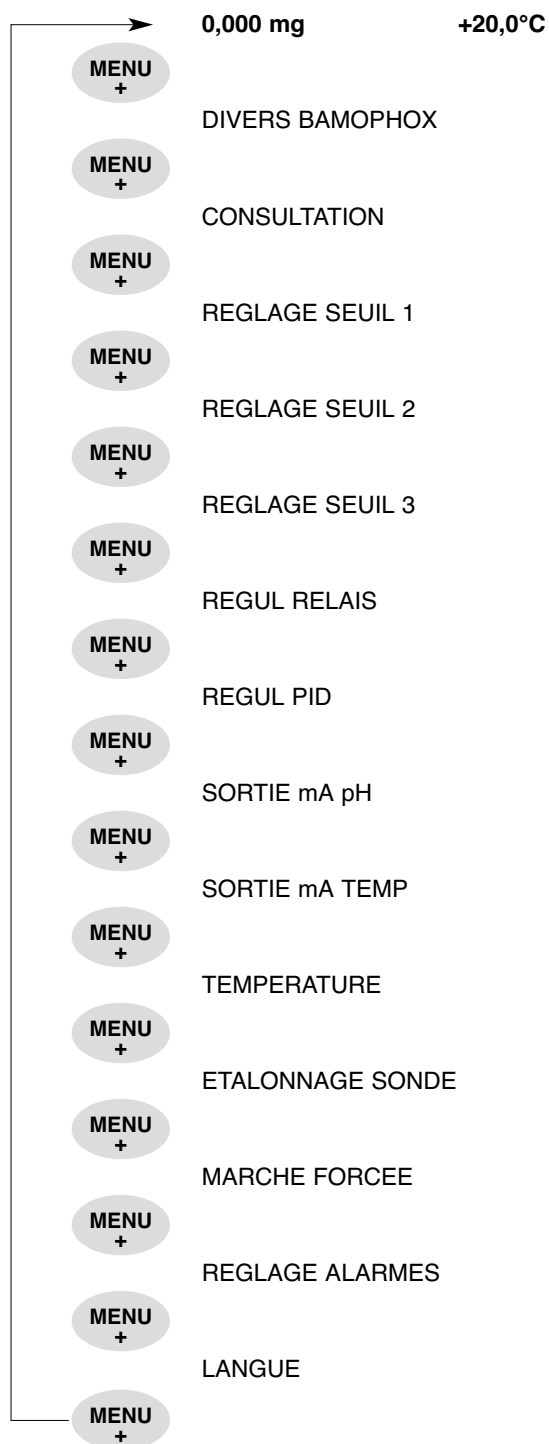 0,000 mg +20,0°C
MENU
+
DIVERS BAMOPHOX
MENU
+
CONSULTATION
MENU
+
REGLAGE SEUIL 1
MENU
+
REGLAGE SEUIL 2
MENU
+
REGLAGE SEUIL 3
MENU
+
REGUL RELAIS
MENU
+
REGUL PID
MENU
+
SORTIE mA pH
MENU
+
SORTIE mA TEMP
MENU
+
TEMPERATURE
MENU
+
ETALONNAGE SONDE
MENU
+
MARCHE FORCEE
MENU
+
REGLAGE ALARMES
MENU
+
LANGUE
MENU
+